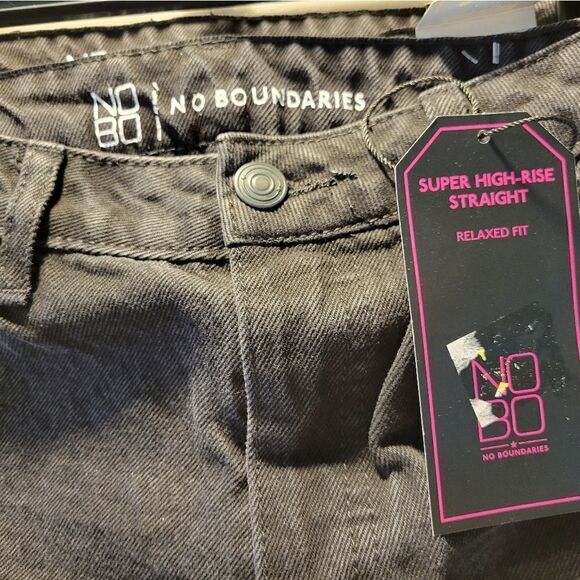 NO
BO
NO BOUNDARIES
SUPER HIGH-RISE
STRAIGHT
RELAXED FIT
NO
BO
NO BOUNDARIES